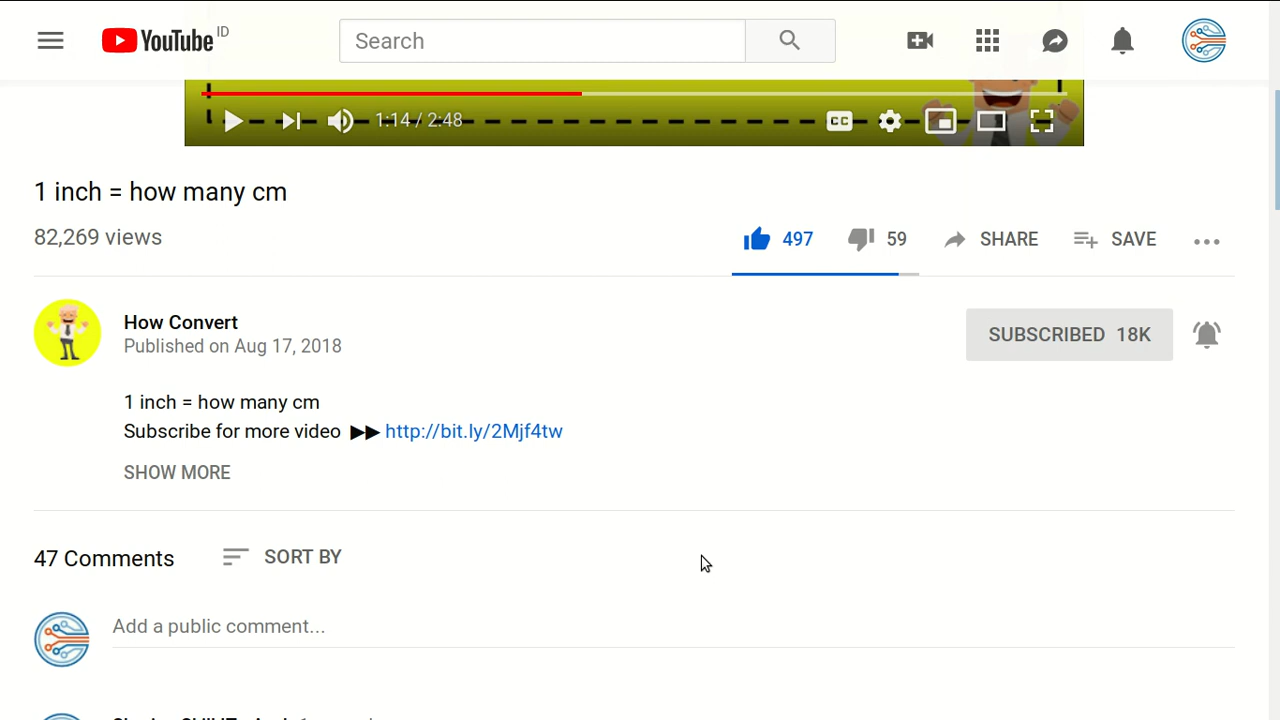 YouTube ID
Search
1:14 / 2:48
CC
1 inch = how many cm
82,269 views
497
59
SHARE
SAVE
How Convert
Published on Aug 17, 2018
SUBSCRIBED 18K
1 inch = how many cm
Subscribe for more video ▶▶ http://bit.ly/2Mjf4tw
SHOW MORE
47 Comments
SORT BY
Add a public comment...